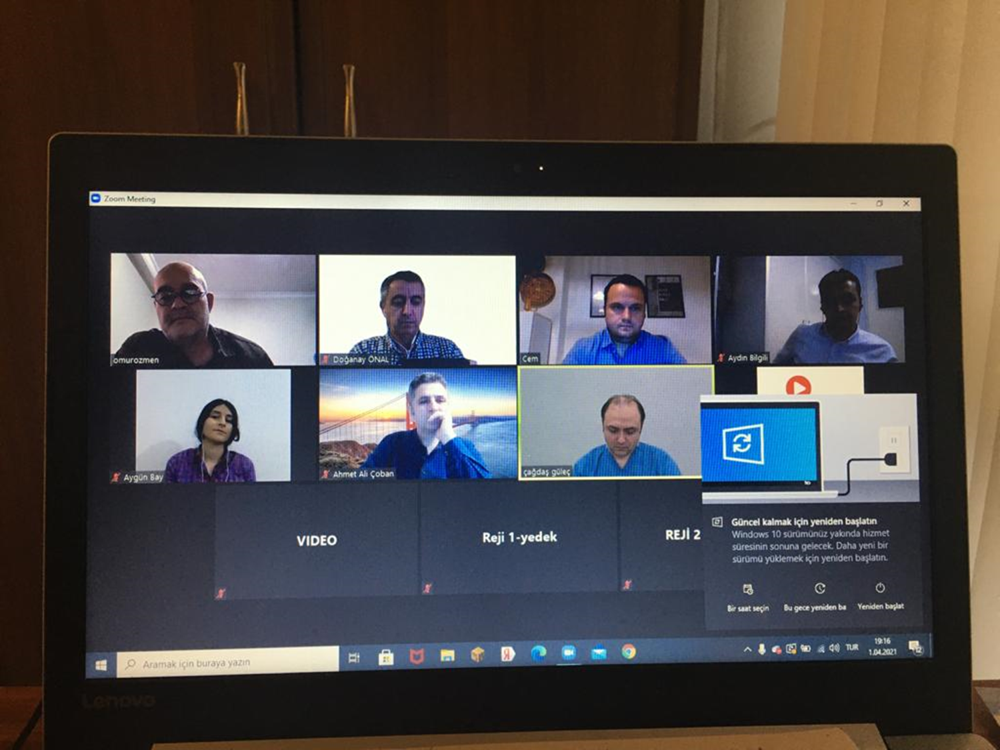 Zoom Meeting
omurozmen
Doğanay ÖNAL
Cem
Aydın Bilgili
Aygün Bay
Ahmet Ali Çoban
çağdaş güleç
VIDEO
Reji 1-yedek
REJİ 2
Güncel kalmak için yeniden başlatın
Windows 10 sürümünüz yakında hizmet
süresinin sonuna gelecek. Daha yeni bir
sürümü yüklemek için yeniden başlatın.
Bir saat seçin
Bu gece yeniden ba
Yeniden başlat
Aramak için buraya yazın
TUR
19:16
1.04.2021
12
Lenovo